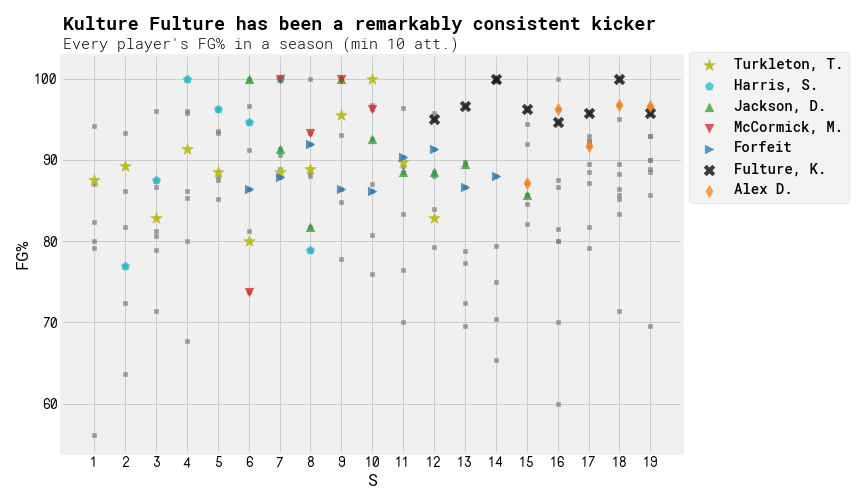 Kulture Fulture has been a remarkably consistent kicker
Every player's FG% in a season (min 10 att.)
100
90
80
70
60
FG%
1 2 3 4 5 6 7 8 9 10 11 12 13 14 15 16 17 18 19
S
Turkleton, T.
Harris, S.
Jackson, D.
McCormick, M.
Forfeit
Fulture, K.
Alex D.